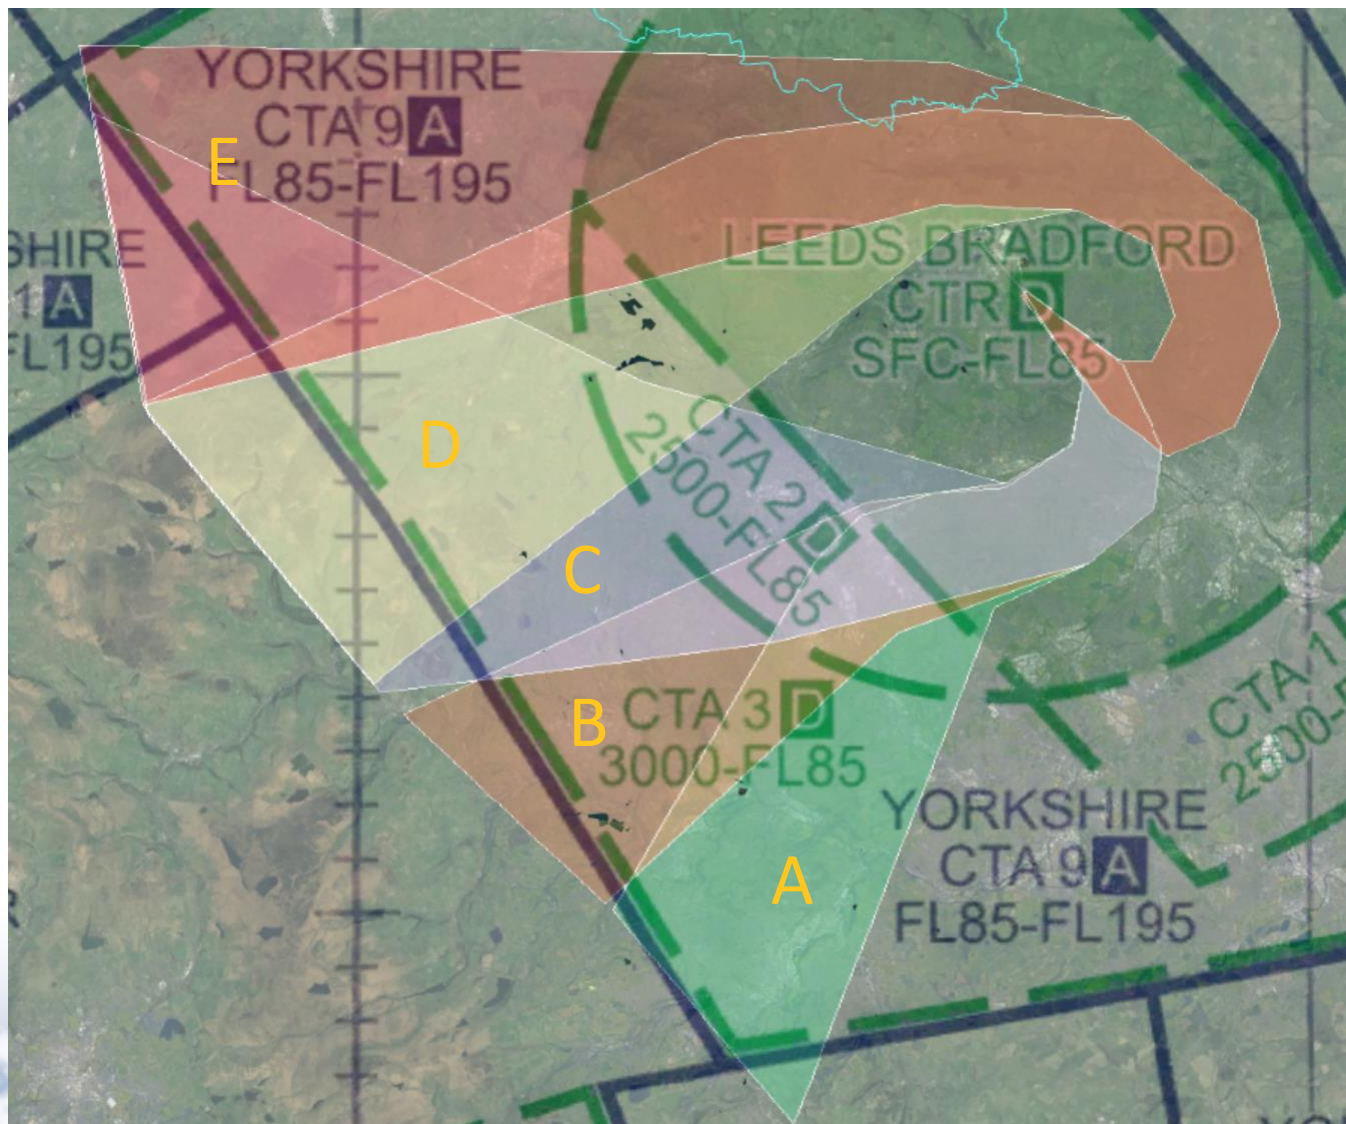 YORKSHIRE
CTA 9 A
FL85-FL195
E
SHIRE
1 A
FL195
LEEDS BRADFORD
CTR D
SFC-FL85
D
CTA 2 D
2500-FL85
C
B
CTA 3 D
3000-FL85
A
CTA 1
2500-
YORKSHIRE
CTA 9 A
FL85-FL195